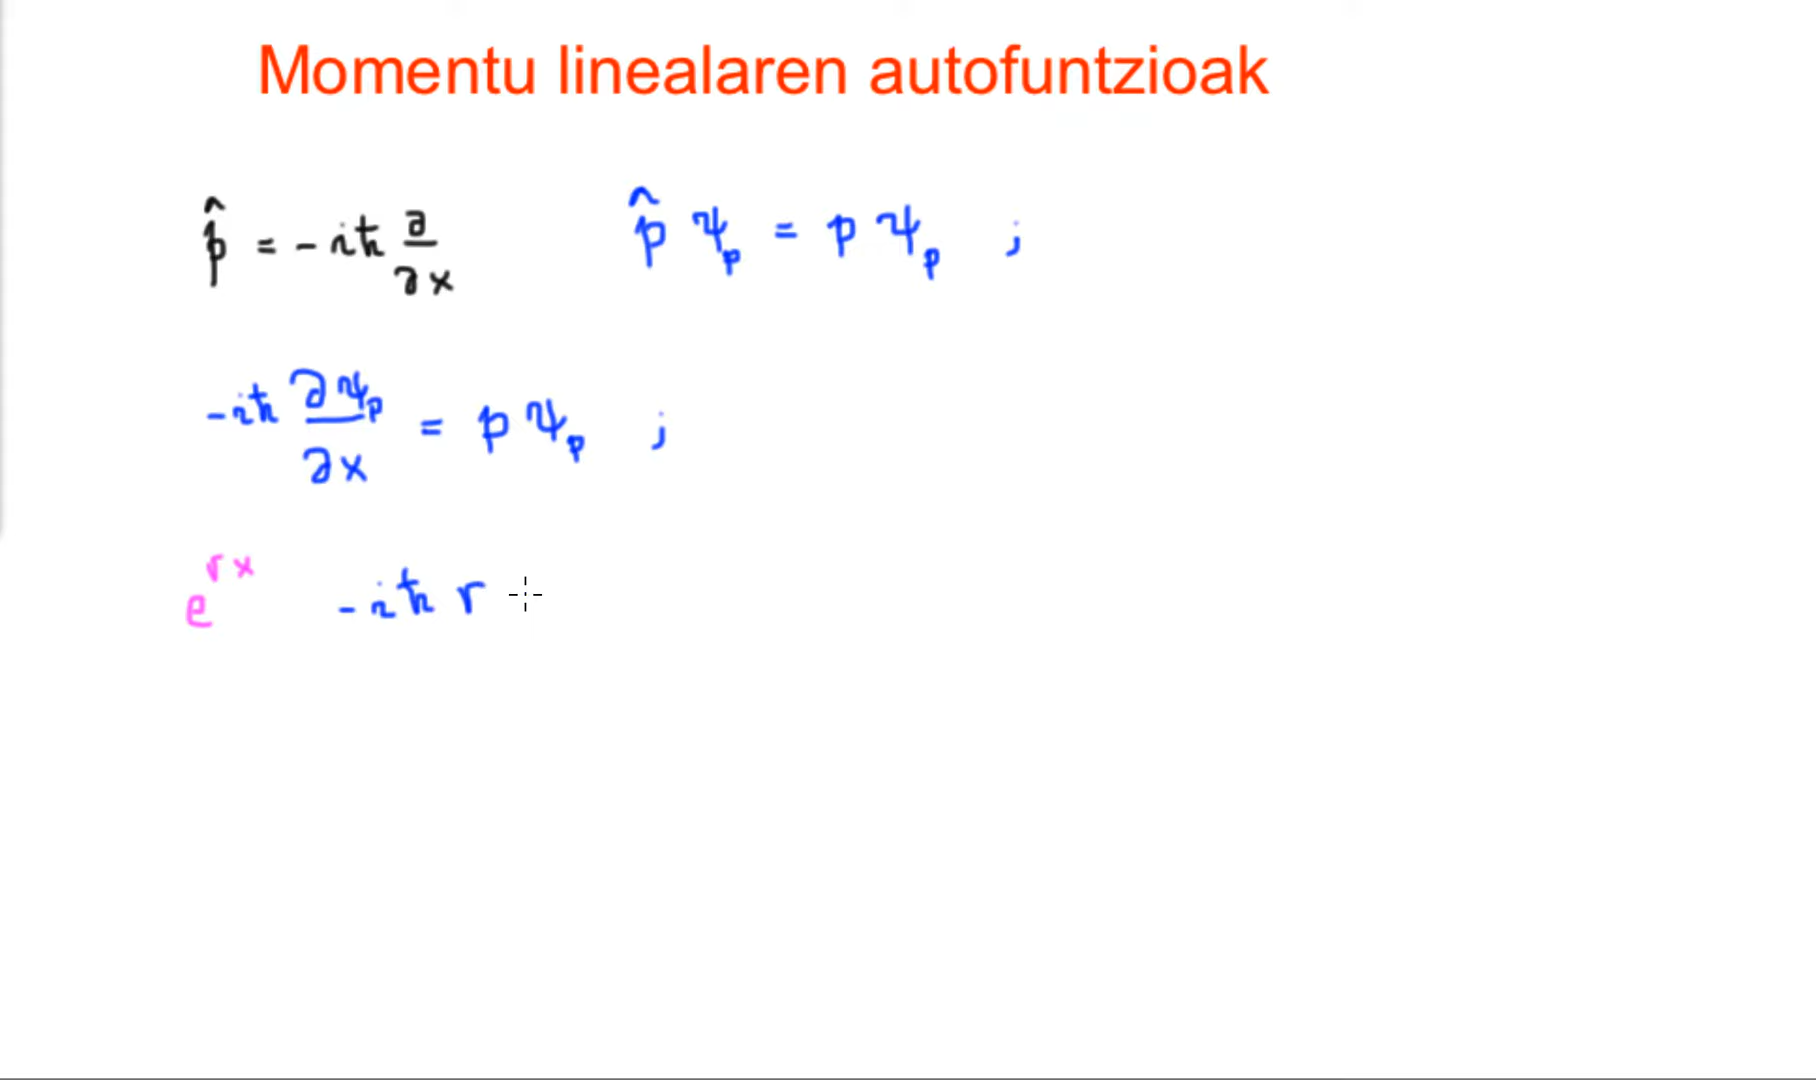 Momentu linealaren autofuntzioak
p̂ = -iħ ∂/∂x    p̂ ψₚ = p ψₚ ;
-iħ ∂ψₚ/∂x = p ψₚ ;
e^{rx}    -iħ r